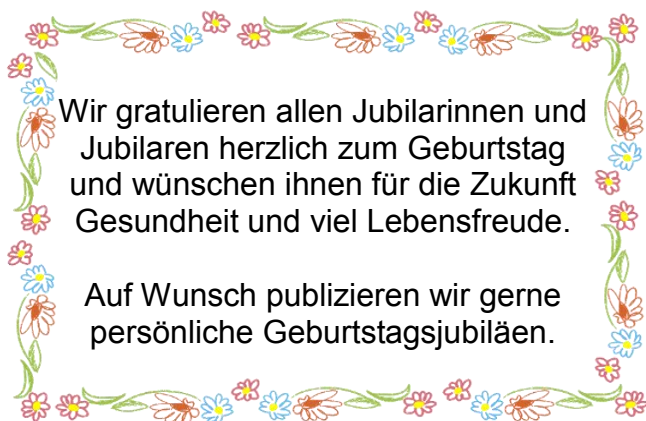 Wir gratulieren allen Jubilarinnen und
Jubilaren herzlich zum Geburtstag
und wünschen ihnen für die Zukunft
Gesundheit und viel Lebensfreude.
Auf Wunsch publizieren wir gerne
persönliche Geburtstagsjubiläen.